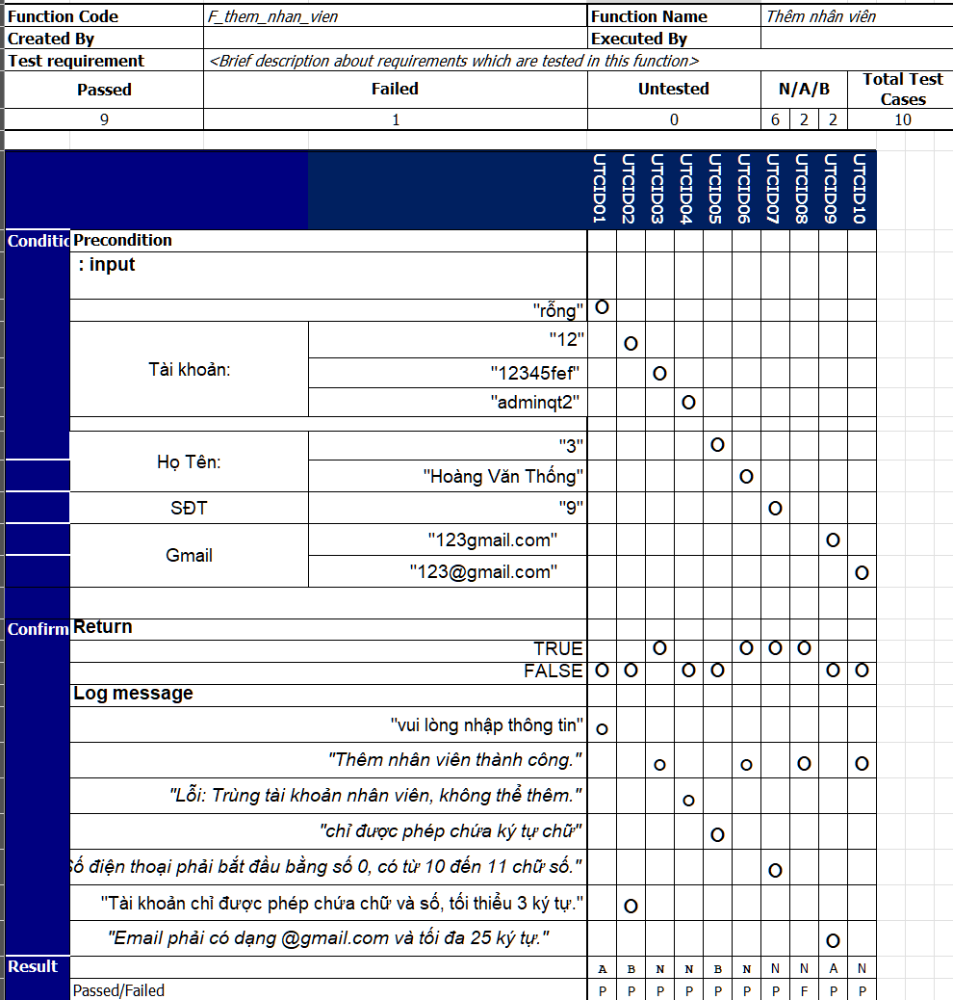 Function Code F_them_nhan_vien Function Name Thêm nhân viên
Created By Executed By
Test requirement <Brief description about requirements which are tested in this function>
Passed Failed Untested N/A/B Total Test Cases
9 1 0 6 2 2 10
UTCID01 UTCID02 UTCID03 UTCID04 UTCID05 UTCID06 UTCID07 UTCID08 UTCID09 UTCID10
Conditic Precondition
: input
"rỗng" O
Tài khoản:
"12" O
"12345fef" O
"adminqt2" O
Họ Tên:
"3" O
"Hoàng Văn Thống" O
SĐT "9" O
Gmail
"123gmail.com" O
"123@gmail.com" O
Confirm Return
TRUE O O O O
FALSE O O O O O O
Log message
"vui lòng nhập thông tin" O
"Thêm nhân viên thành công." O O O O
"Lỗi: Trùng tài khoản nhân viên, không thể thêm." O
"chỉ được phép chứa ký tự chữ" O
Số điện thoại phải bắt đầu bằng số 0, có từ 10 đến 11 chữ số." O
"Tài khoản chỉ được phép chứa chữ và số, tối thiểu 3 ký tự." O
"Email phải có dạng @gmail.com và tối đa 25 ký tự." O
Result A B N N B N N N A N
Passed/Failed P P P P P P P F P P